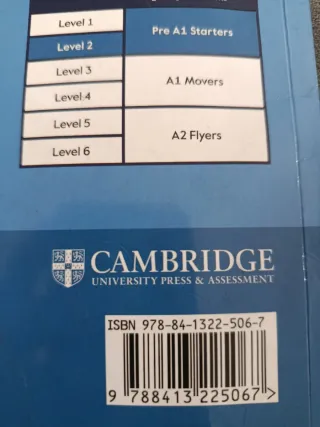 Level 1
Pre A1 Starters
Level 2
Level 3
A1 Movers
Level 4
Level 5
A2 Flyers
Level 6
CAMBRIDGE
UNIVERSITY PRESS & ASSESSMENT
ISBN 978-84-1322-506-7
9 788413 225067 >